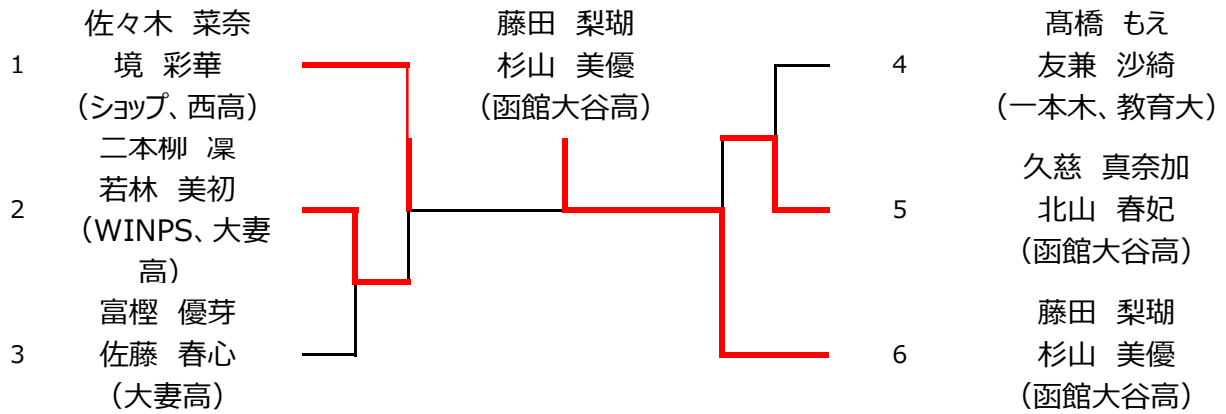 佐々木 菜奈
1 境 彩華
(ショップ、西高)
二本柳 凜
2 若林 美初
(WINPS、大妻
高)
富樫 優芽
3 佐藤 春心
(大妻高)
藤田 梨瑚
杉山 美優
(函館大谷高)
髙橋 もえ
4 友兼 沙綺
(一本木、教育大)
久慈 真奈加
5 北山 春妃
(函館大谷高)
藤田 梨瑚
6 杉山 美優
(函館大谷高)